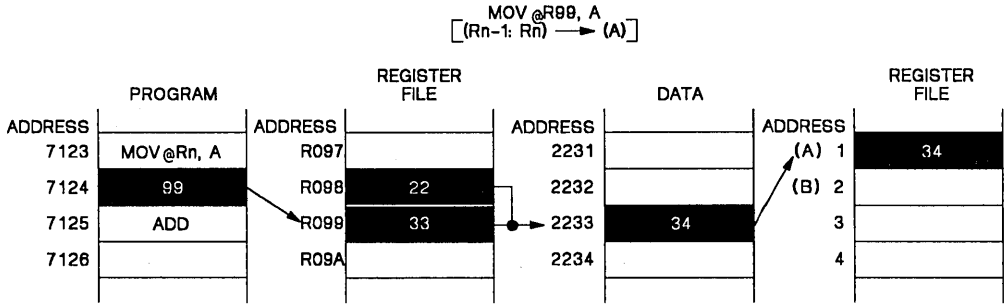 MOV @R99, A
[(Rn-1: Rn) → (A)]
REGISTER FILE REGISTER FILE
PROGRAM DATA
ADDRESS ADDRESS ADDRESS ADDRESS
7123 MOV @Rn, A R097 2231 (A) 1 34
7124 99 R098 22 2232 (B) 2
7125 ADD R099 33 2233 34 3
7126 R09A 2234 4